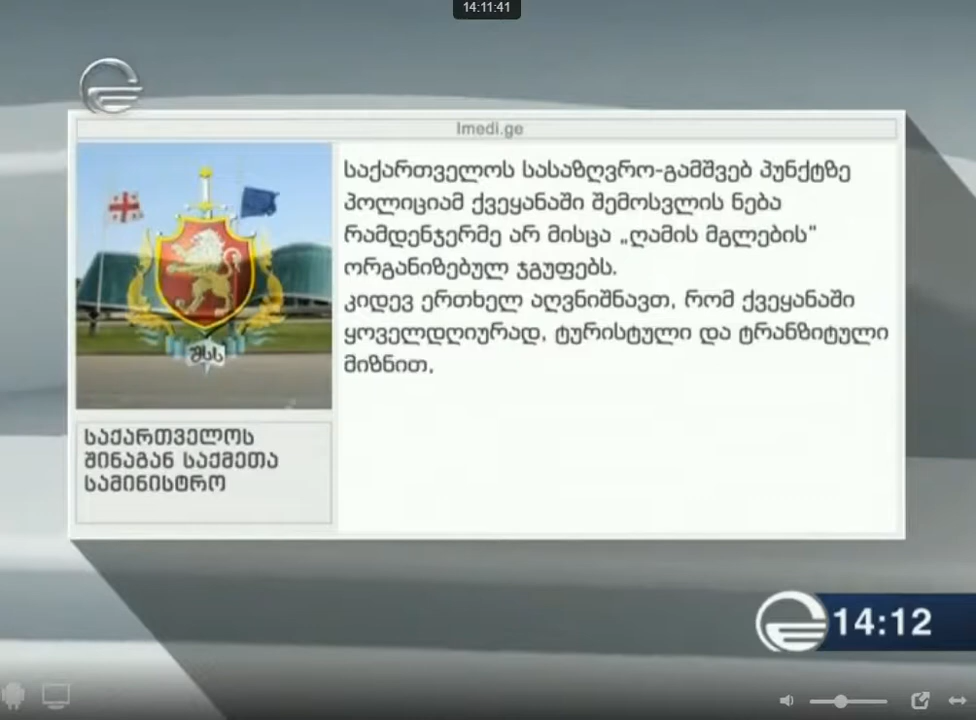 14:11:41
Imedi.ge
საქართველოს სასაზღვრო-გამშვებ პუნქტზე
პოლიციამ ქვეყანაში შემოსვლის ნება
რამდენჯერმე არ მისცა „ღამის მგლების"
ორგანიზებულ ჯგუფებს.
კიდევ ერთხელ აღვნიშნავთ, რომ ქვეყანაში
ყოველდღიურად, ტურისტული და ტრანზიტული
მიზნით,
შსს
საქართველოს
შინაგან საქმეთა
სამინისტრო
14:12